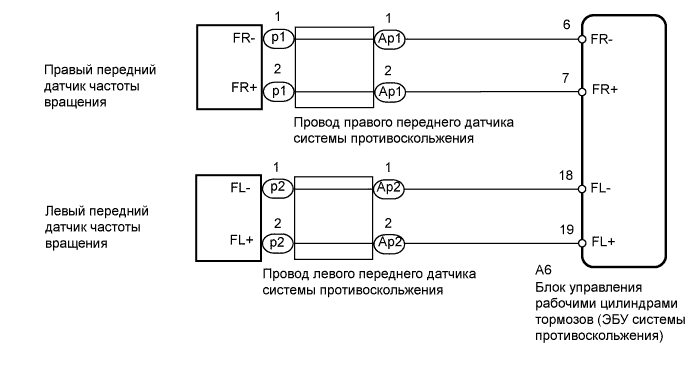 1 1 6
FR- p1 Ap1 FR-
2 2 7
FR+ p1 Ap1 FR+
Правый передний
датчик частоты
вращения
Провод правого переднего датчика
системы противоскольжения
1 1 18
FL- p2 Ap2 FL-
2 2 19
FL+ p2 Ap2 FL+
Левый передний
датчик частоты
вращения
Провод левого переднего датчика
системы противоскольжения
A6
Блок управления
рабочими цилиндрами
тормозов (ЭБУ системы
противоскольжения)